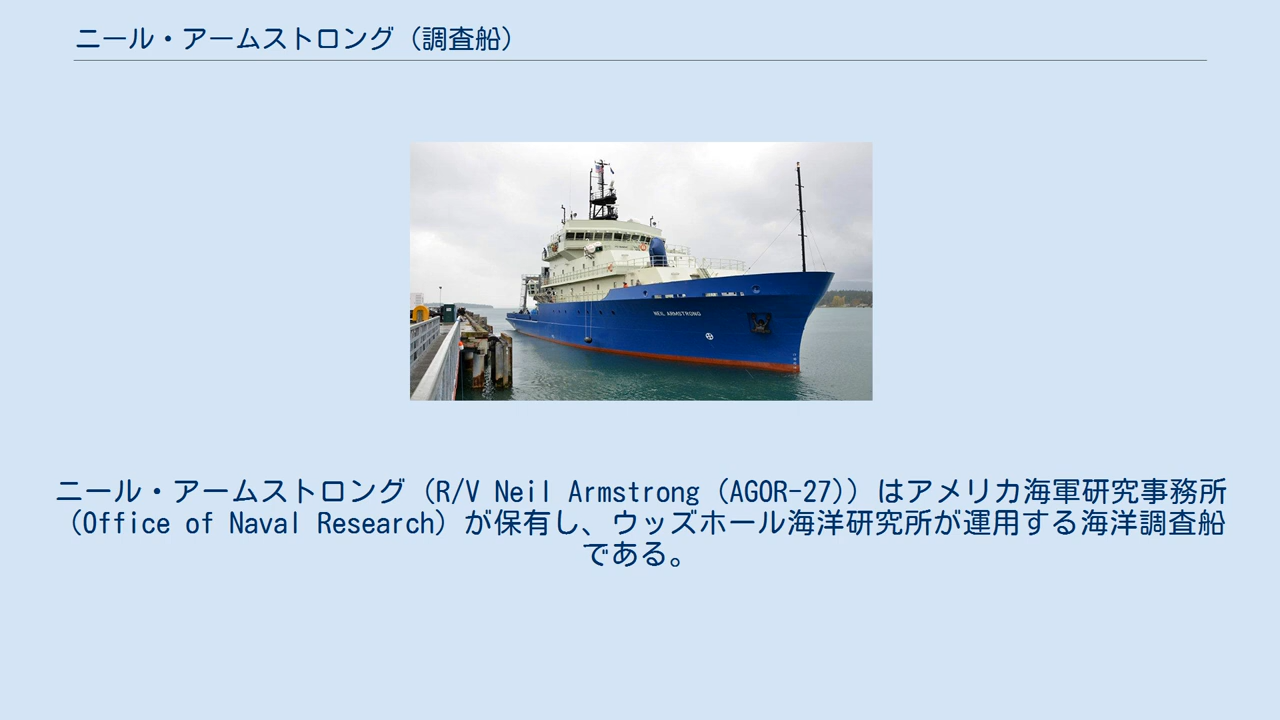 ニール・アームストロング（調査船）
NEIL ARMSTRONG
ニール・アームストロング（R/V Neil Armstrong（AGOR-27））はアメリカ海軍研究事務所
（Office of Naval Research）が保有し、ウッズホール海洋研究所が運用する海洋調査船
である。